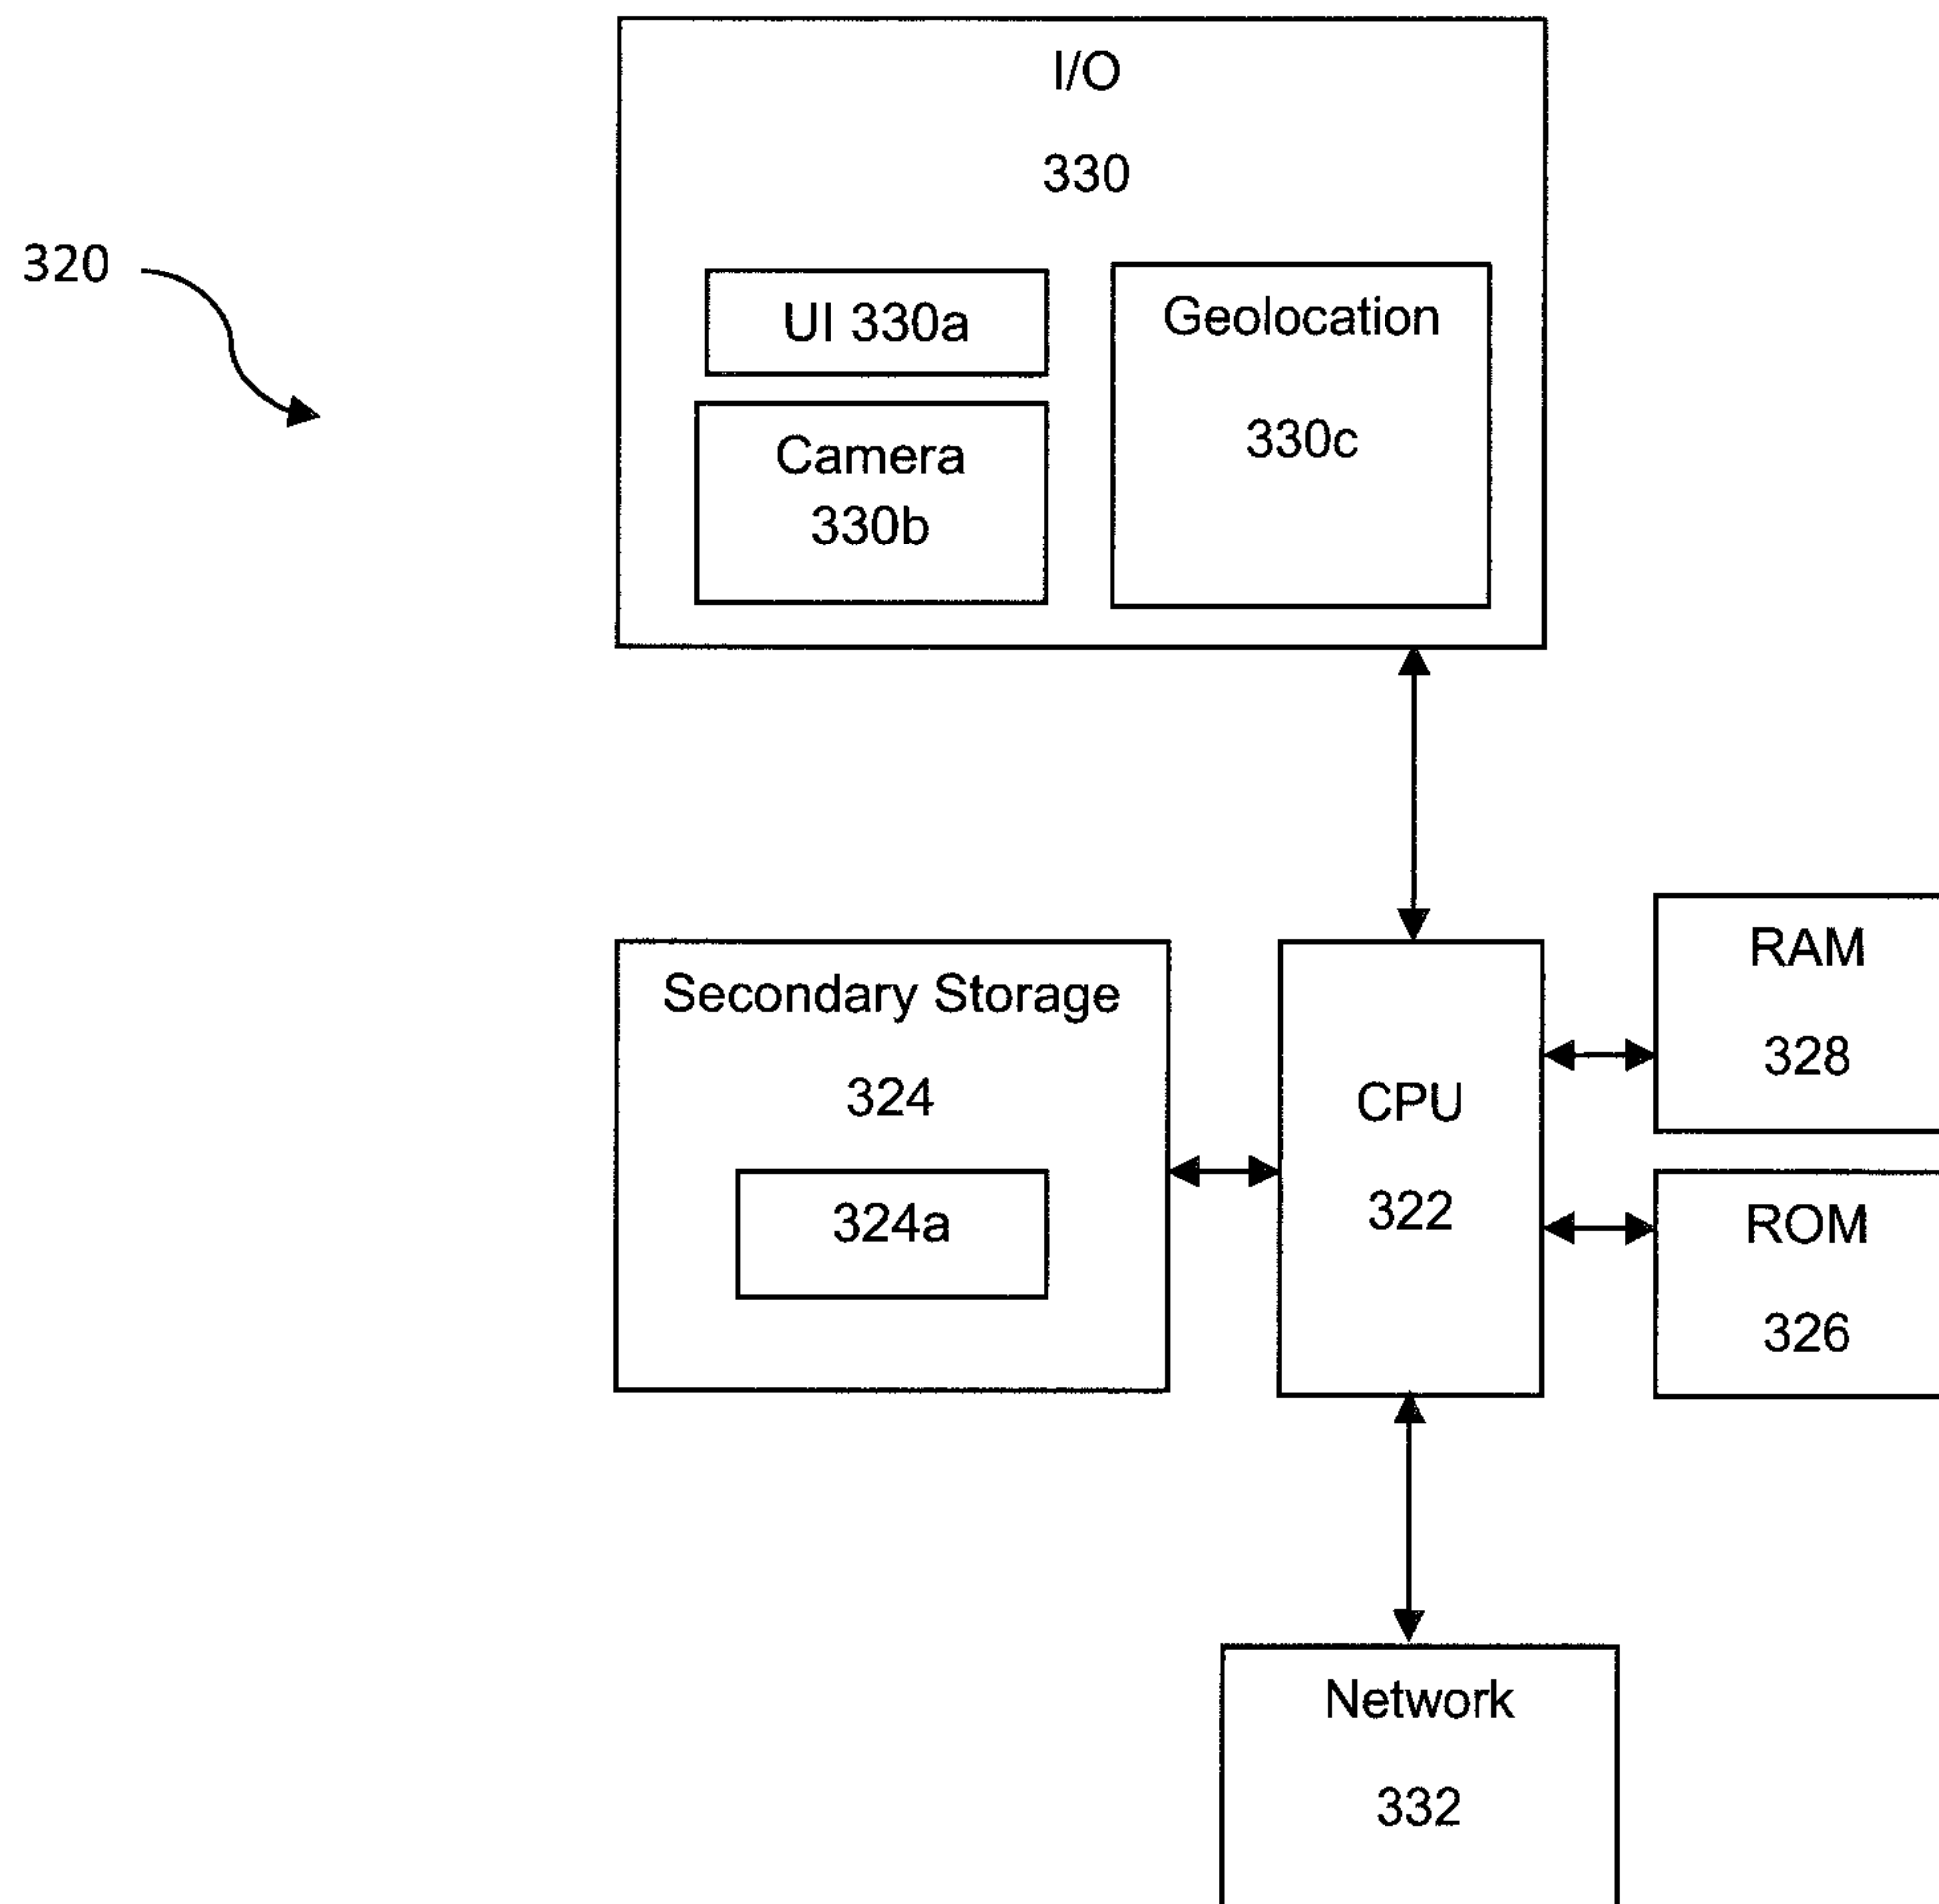 I/O
330
320
UI 330a
Geolocation
330c
Camera
330b
Secondary Storage
324
324a
CPU
322
RAM
328
ROM
326
Network
332